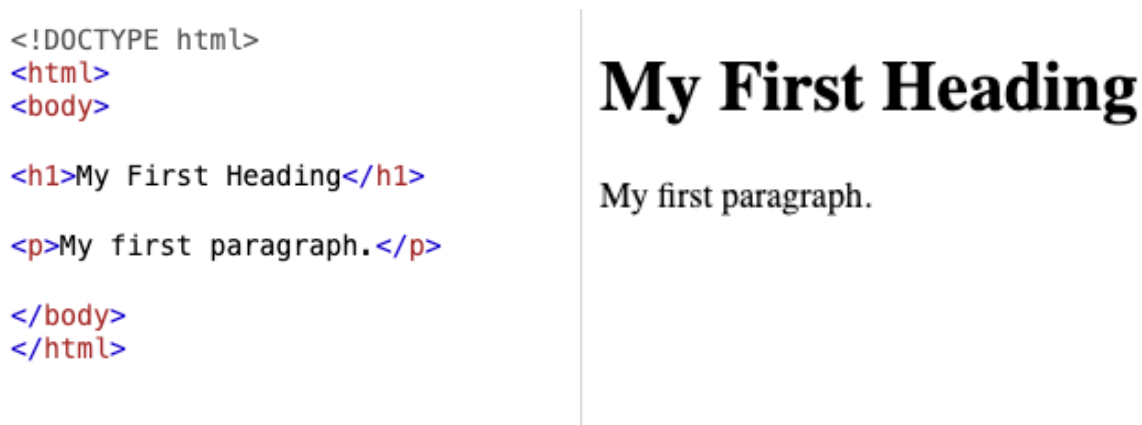 <!DOCTYPE html>
<html>
<body>
<h1>My First Heading</h1>
<p>My first paragraph.</p>
</body>
</html>
My First Heading
My first paragraph.